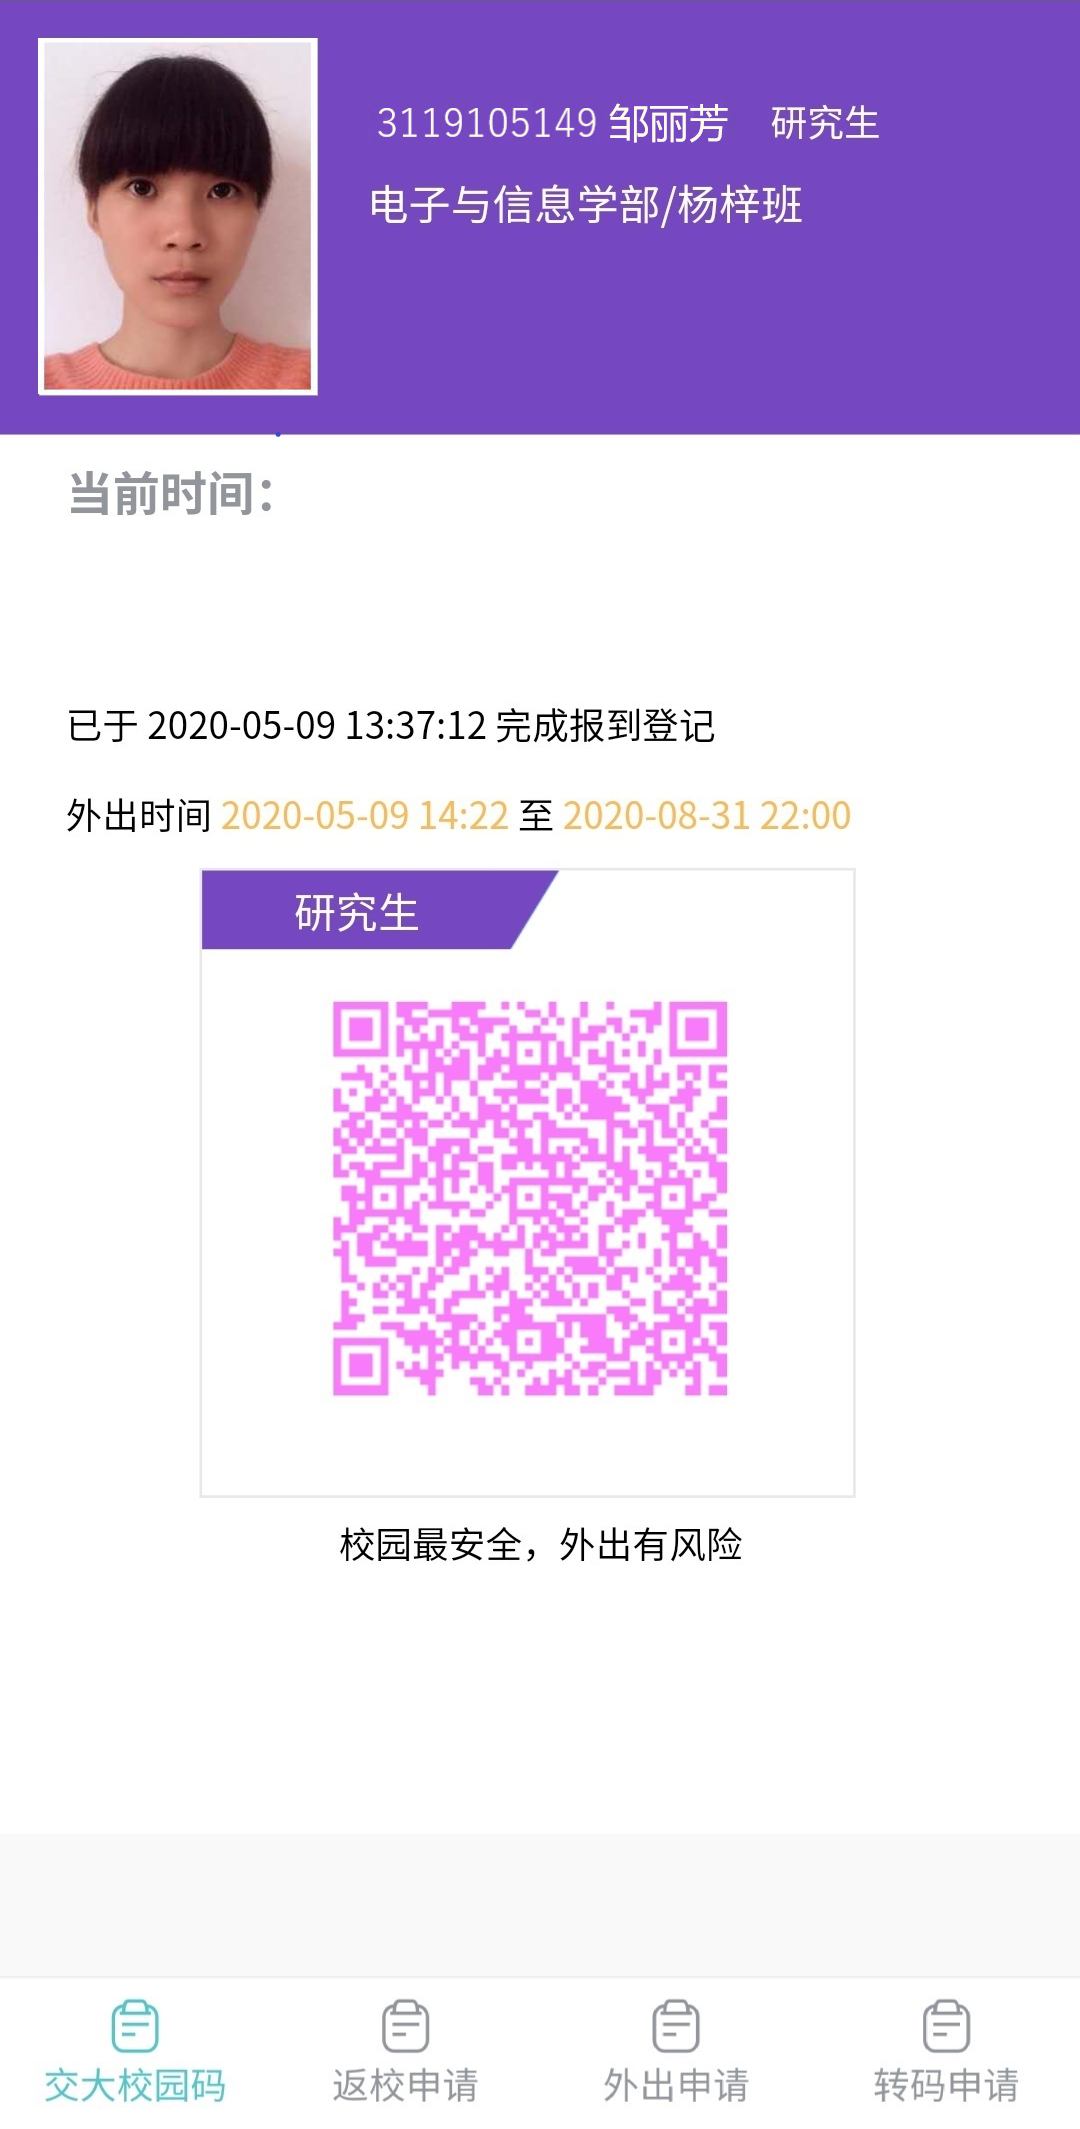 3119105149 邹丽芳 研究生
电子与信息学部/杨梓班
当前时间：
已于 2020-05-09 13:37:12 完成报到登记
外出时间 2020-05-09 14:22 至 2020-08-31 22:00
研究生
校园最安全，外出有风险
交大校园码 返校申请 外出申请 转码申请